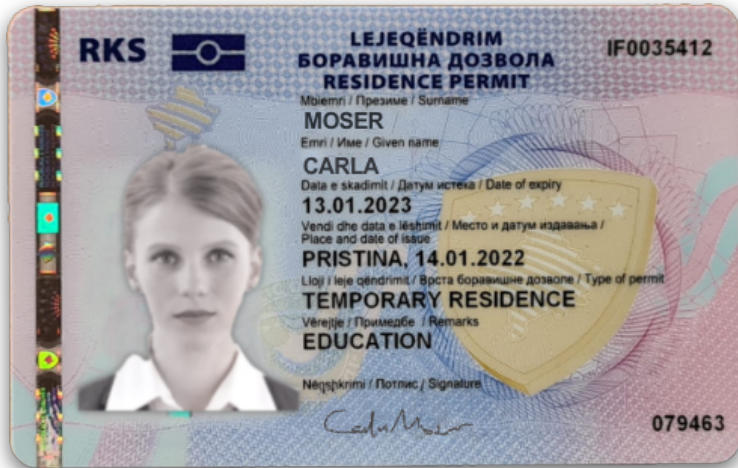 RKS
LEJEQËNDRIM
БОРАВИШНА ДОЗВОЛА
RESIDENCE PERMIT
IF0035412
Mbiemri / Презиме / Surname
MOSER
Emri / Име / Given name
CARLA
Data e skadimit / Датум истека / Date of expiry
13.01.2023
Vendi dhe data e lëshimit / Место и датум издавања /
Place and date of issue
PRISTINA, 14.01.2022
Lloji i leje qëndrimit / Врста боравишне дозволе / Type of permit
TEMPORARY RESIDENCE
Vërejtje / Примедбе / Remarks
EDUCATION
Nënshkrimi / Потпис / Signature
Carla Moser
079463